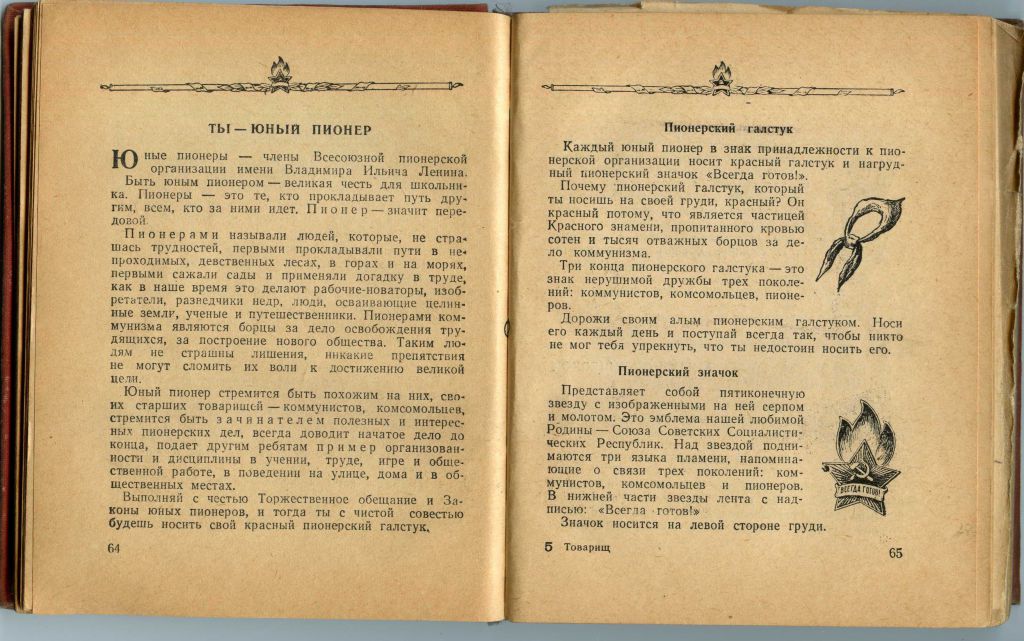 ТЫ — ЮНЫЙ ПИОНЕР
Юные пионеры — члены Всесоюзной пионерской
организации имени Владимира Ильича Ленина.
Быть юным пионером — великая честь для школьни-
ка. Пионеры — это те, кто прокладывает путь дру-
гим, всем, кто за ними идет. Пионер — значит пере-
довой.
Пионерами называли людей, которые, не стра-
шась трудностей, первыми прокладывали пути в не-
проходимых, девственных лесах, в горах и на морях,
первыми сажали сады и применяли догадку в труде,
как в наше время это делают рабочие-новаторы, изоб-
ретатели, разведчики недр, люди, осваивающие целин-
ные земли, ученые и путешественники. Пионерами ком-
мунизма являются борцы за дело освобождения тру-
дящихся, за построение нового общества. Таким лю-
дям не страшны лишения, никакие препятствия
не могут сломить их воли к достижению великой
цели.
Юный пионер стремится быть похожим на них, сво-
их старших товарищей — коммунистов, комсомольцев,
стремится быть зачинателем полезных и интерес-
ных пионерских дел, всегда доводит начатое дело до
конца, подает другим ребятам пример организован-
ности и дисциплины в учении, труде, игре и обще-
ственной работе, в поведении на улице, дома и в об-
щественных местах.
Выполняй с честью Торжественное обещание и За-
коны юных пионеров, и тогда ты с чистой совестью
будешь носить свой красный пионерский галстук.
64
Пионерский галстук
Каждый юный пионер в знак принадлежности к пио-
нерской организации носит красный галстук и нагруд-
ный пионерский значок «Всегда готов!».
Почему пионерский галстук, который
ты носишь на своей груди, красный? Он
красный потому, что является частицей
Красного знамени, пропитанного кровью
сотен и тысяч отважных борцов за де-
ло коммунизма.
Три конца пионерского галстука — это
знак нерушимой дружбы трех поколе-
ний: коммунистов, комсомольцев, пионе-
ров.
Дорожи своим алым пионерским галстуком. Носи
его каждый день и поступай всегда так, чтобы никто
не мог тебя упрекнуть, что ты недостоин носить его.
Пионерский значок
Представляет собой пятиконечную
звезду с изображенными на ней серпом
и молотом. Это эмблема нашей любимой
Родины — Союза Советских Социалисти-
ческих Республик. Над звездой подни-
маются три языка пламени, напомина-
ющие о связи трех поколений: ком-
мунистов, комсомольцев и пионеров.
В нижней части звезды лента с над-
писью: «Всегда готов!»
Значок носится на левой стороне груди.
ВСЕГДА ГОТОВ!
5 Товарищ
65